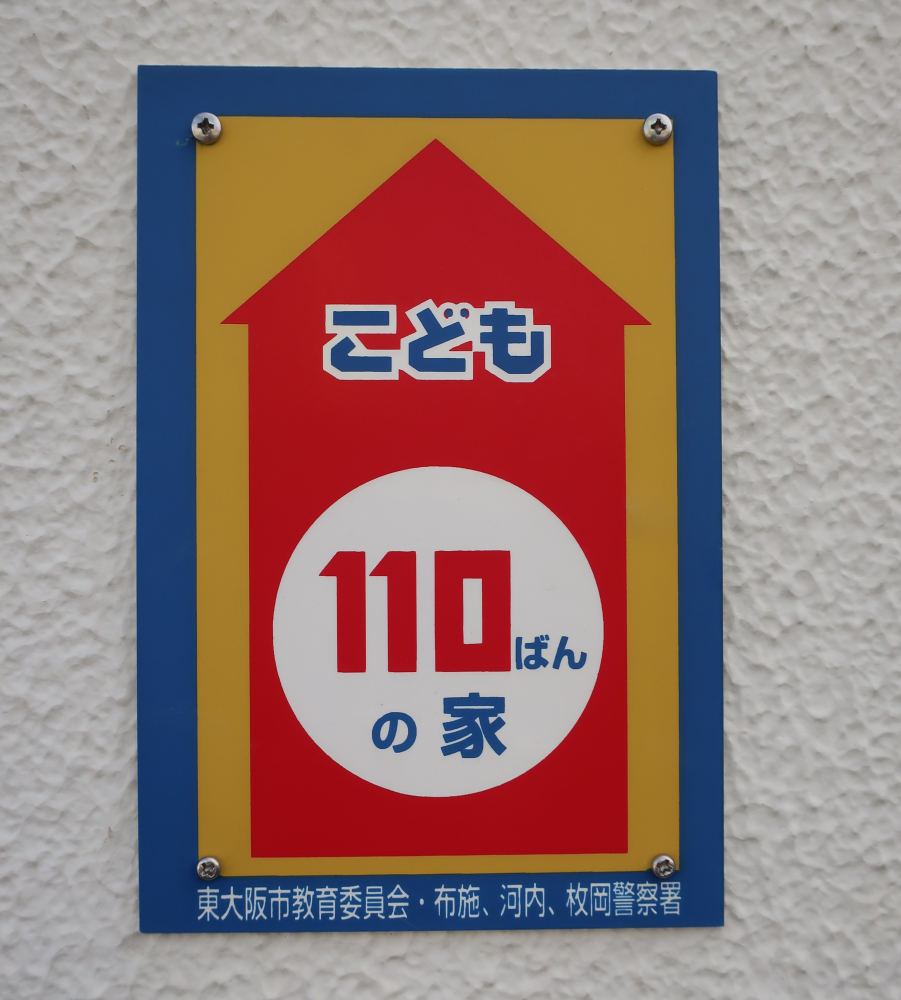 こども
110ばん
の家
東大阪市教育委員会・布施、河内、枚岡警察署